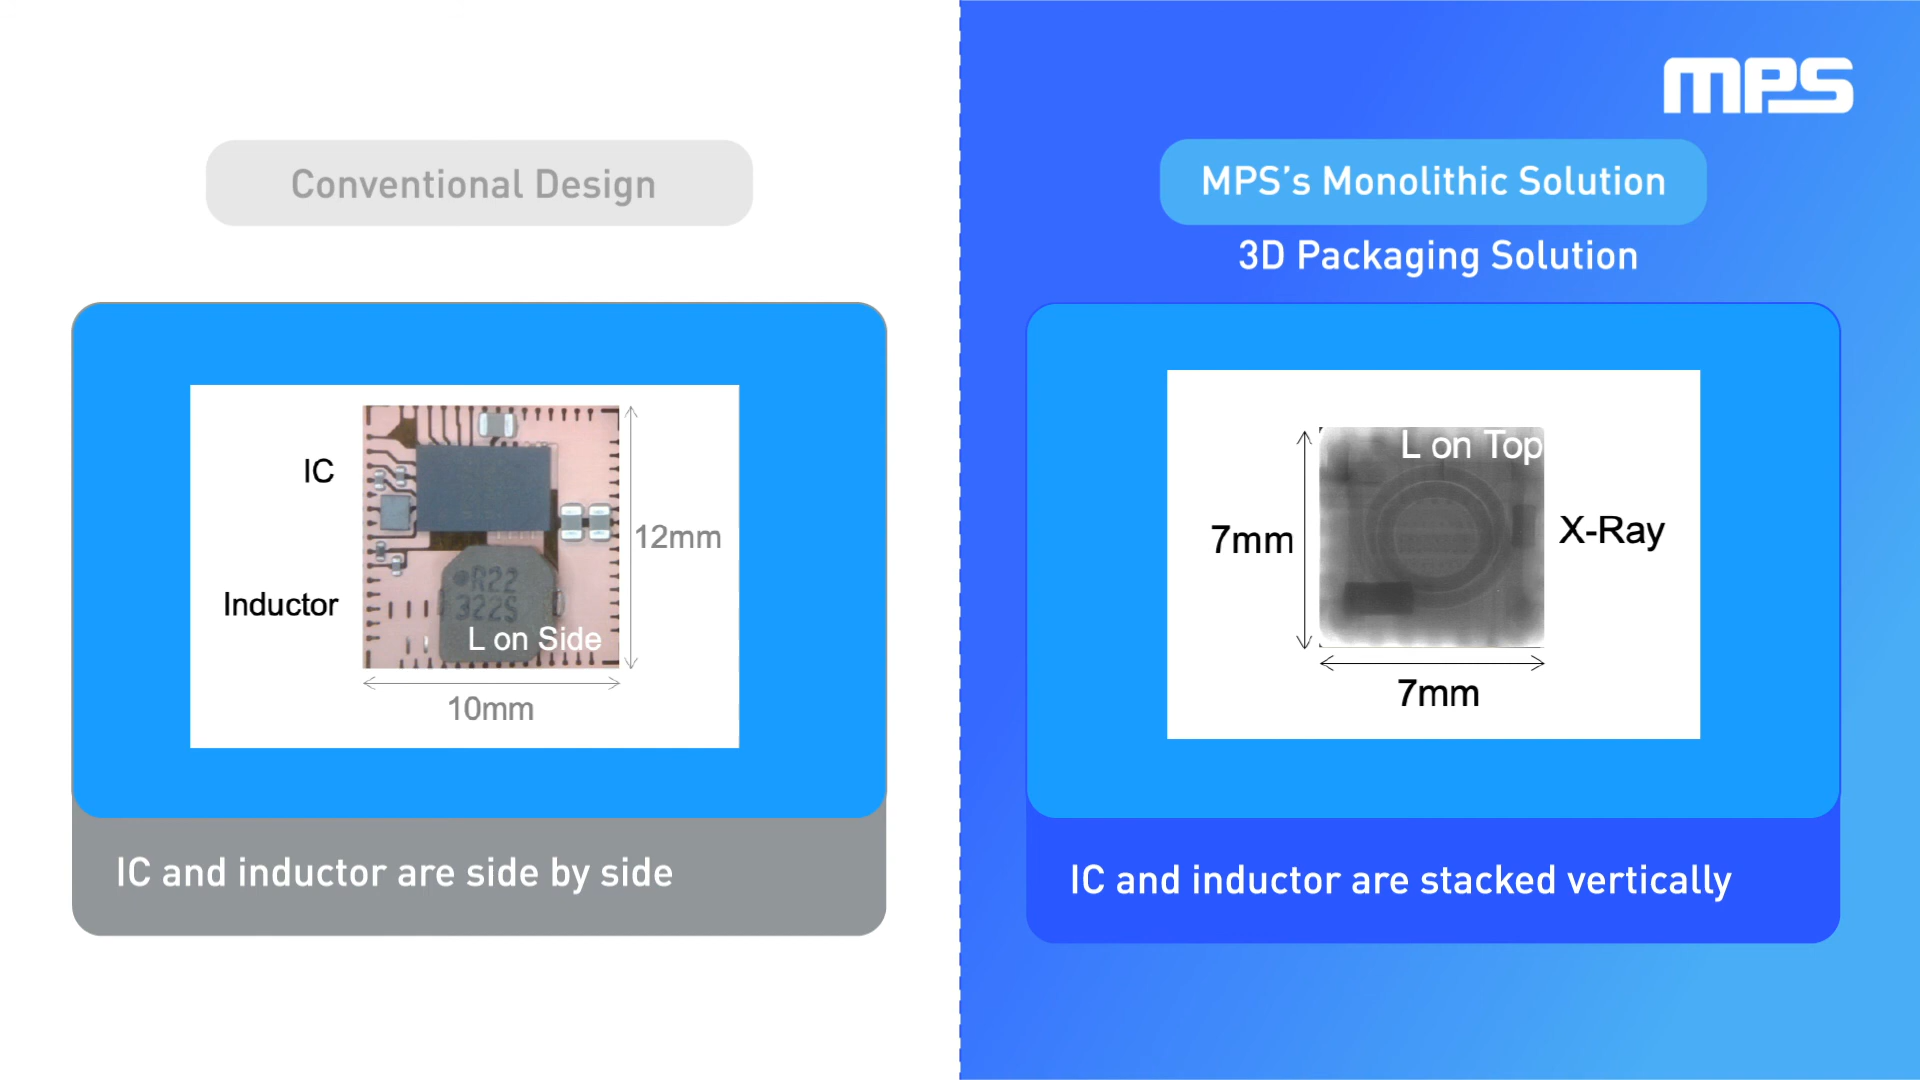 MPS
Conventional Design
IC
Inductor
R22
322S
L on Side
12mm
10mm
IC and inductor are side by side
MPS’s Monolithic Solution
3D Packaging Solution
L on Top
7mm
X-Ray
7mm
IC and inductor are stacked vertically